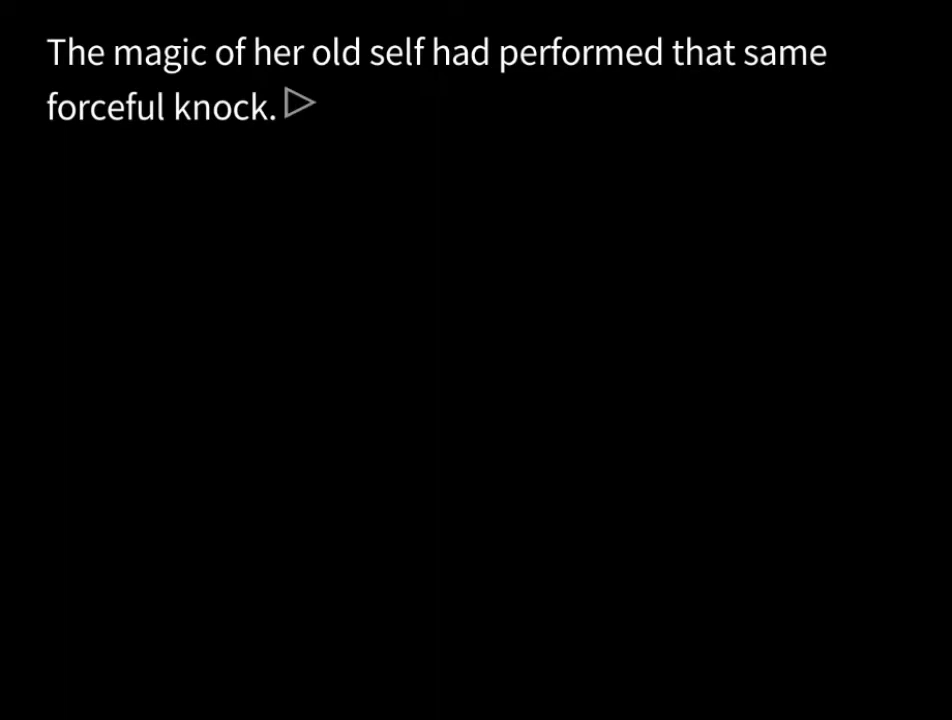 The magic of her old self had performed that same
forceful knock.